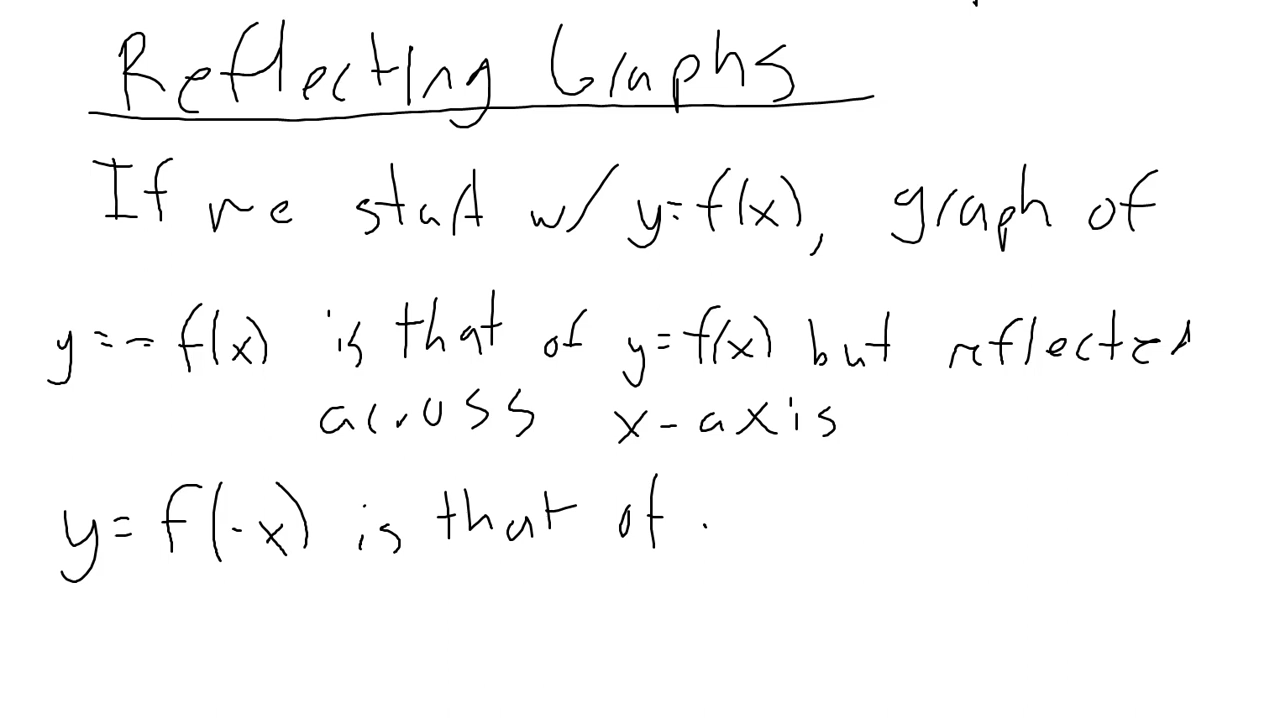 Reflecting Graphs
If we start w/ y=f(x), graph of
y=-f(x) is that of y=f(x) but reflected
across x-axis
y=f(-x) is that of